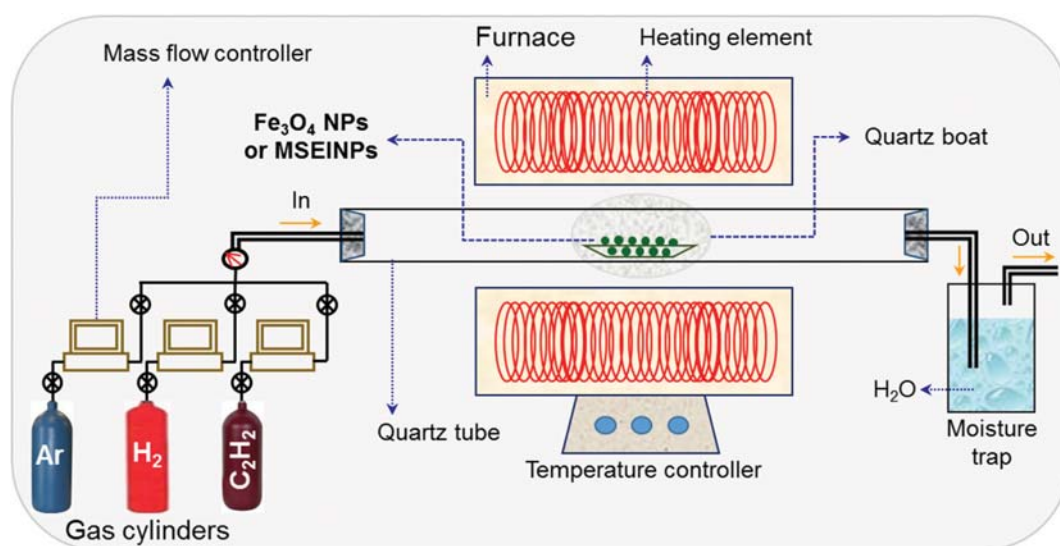 Mass flow controller
Furnace
Heating element
Fe₃O₄ NPs
or MSEINPs
Quartz boat
In
Out
Ar
H₂
C₂H₂
Gas cylinders
Quartz tube
Temperature controller
H₂O
Moisture
trap